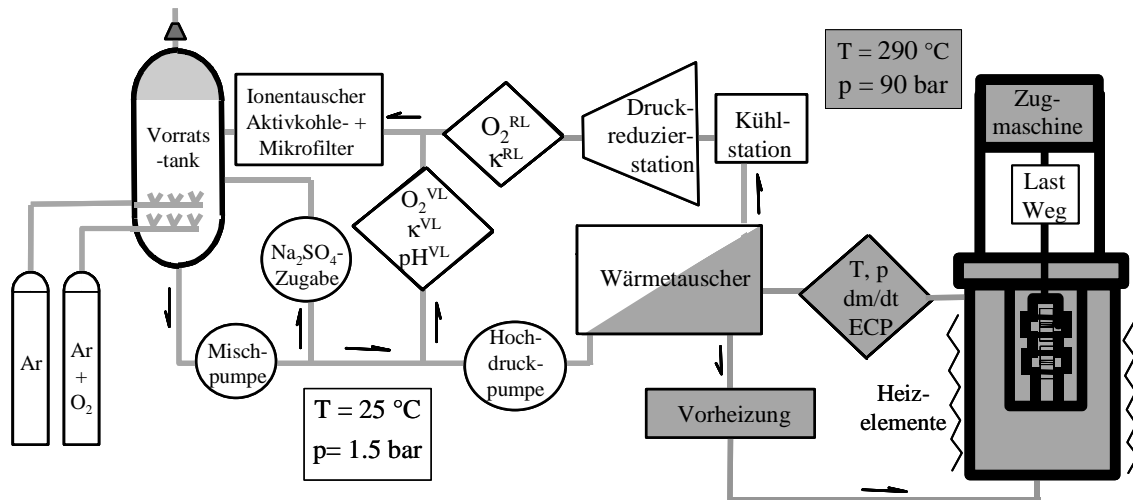 T = 290 °C
p = 90 bar
Zug-
maschine
Last
Weg
Ionentauscher
Aktivkohle- +
Mikrofilter
O₂ᴿᴸ
κᴿᴸ
Druck-
reduzier-
station
Kühl-
station
Vorrats
-tank
O₂ⱽᴸ
κⱽᴸ
pHⱽᴸ
Na₂SO₄-
Zugabe
Wärmetauscher
T, p
dm/dt
ECP
Ar
Ar
+
O₂
Misch-
pumpe
Hoch-
druck-
pumpe
T = 25 °C
p= 1.5 bar
Vorheizung
Heiz-
elemente